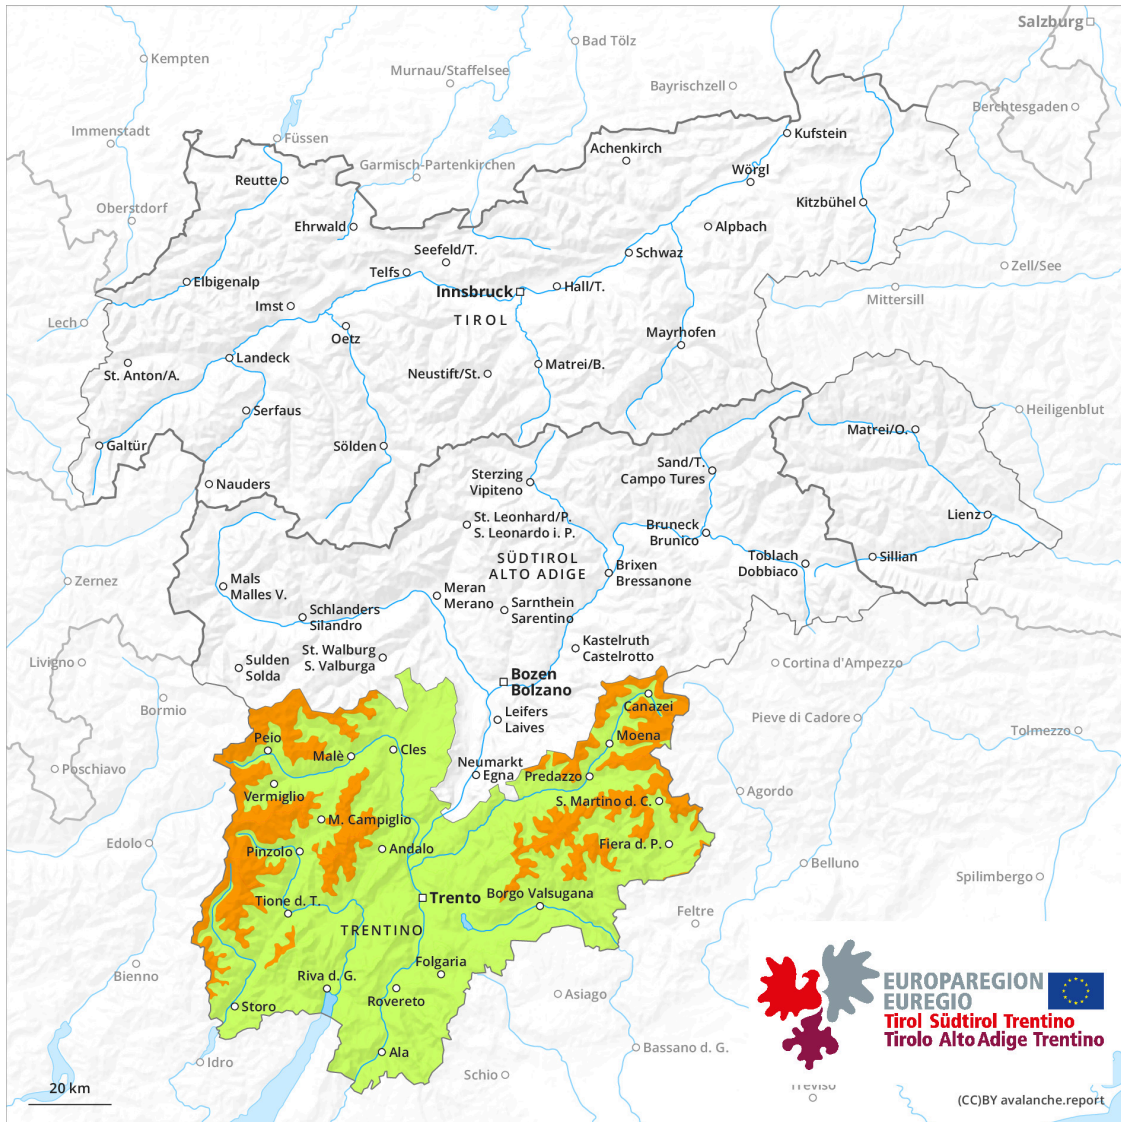 Salzburg
Bad Tölz
Kempten
Murnau/Staffelsee
Bayrischzell
Berchtesgaden
Immenstadt
Füssen
Kufstein
Achenkirch
Garmisch-Partenkirchen
Wörgl
Reutte
Kitzbühel
Oberstdorf
Ehrwald
Alpbach
Seefeld/T.
Schwaz
Telfs
Zell/See
Elbigenalp
Hall/T.
Innsbruck
Mittersill
Imst
TIROL
Lech
Oetz
Mayrhofen
Landeck
Matrei/B.
St. Anton/A.
Neustift/St.
Serfaus
Heiligenblut
Matrei/O.
Galtür
Sölden
Sand/T.
Campo Tures
Sterzing
Vipiteno
Nauders
St. Leonhard/P.
S. Leonardo i. P.
Lienz
Bruneck
Brunico
SÜDTIROL
ALTO ADIGE
Toblach
Dobbiaco
Sillian
Brixen
Bressanone
Zernez
Mals
Malles V.
Meran
Merano
Sarnthein
Sarentino
Schlanders
Silandro
Kastelruth
Castelrotto
St. Walburg
S. Valburga
Livigno
Sulden
Solda
Cortina d'Ampezzo
Bozen
Bolzano
Bormio
Canazei
Leifers
Laives
Pieve di Cadore
Tolmezzo
Peio
Moena
Malè
Cles
Poschiavo
Neumarkt
Egna
Predazzo
Vermiglio
Agordo
S. Martino d. C.
M. Campiglio
Edolo
Pinzolo
Andalo
Fiera d. P.
Belluno
Spilimbergo
Tione d. T.
Trento
Borgo Valsugana
Feltre
TRENTINO
Bienno
Riva d. G.
Folgaria
Rovereto
Asiago
Storo
Ala
Idro
Bassano d. G.
Schio
Treviso
EUROPAREGION
EUREGIO
Tirol Südtirol Trentino
Tirolo Alto Adige Trentino
20 km
(CC)BY avalanche.report